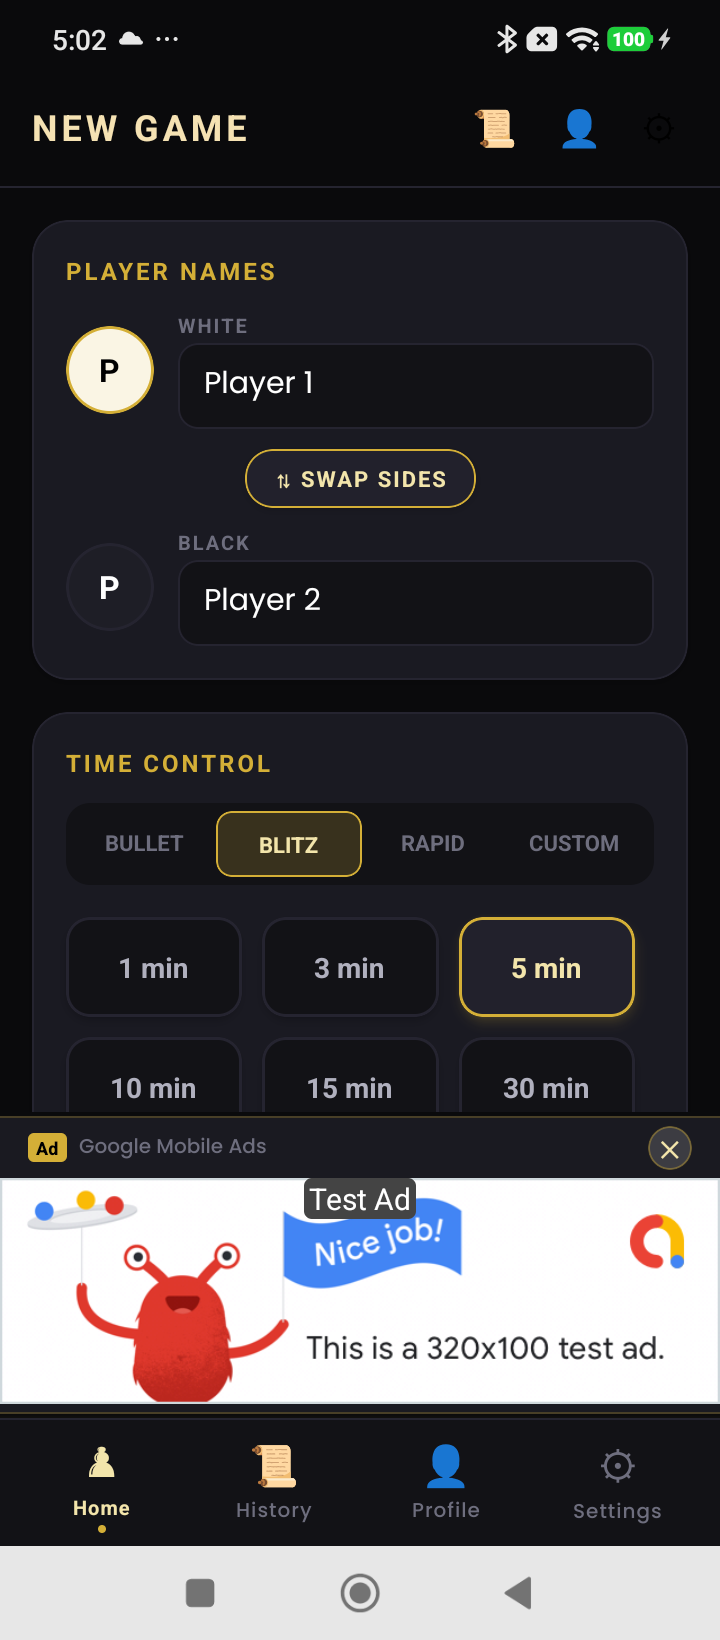 5:02
100
NEW GAME
PLAYER NAMES
WHITE
P
Player 1
⇅ SWAP SIDES
BLACK
P
Player 2
TIME CONTROL
BULLET BLITZ RAPID CUSTOM
1 min 3 min 5 min
10 min 15 min 30 min
Ad Google Mobile Ads
Test Ad
Nice job!
This is a 320x100 test ad.
Home History Profile Settings